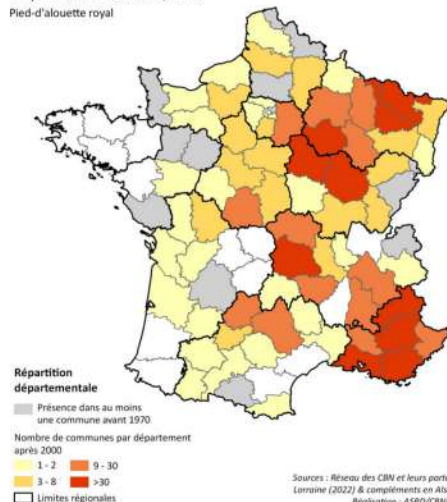 Pied-d'alouette royal
Répartition
départementale
Présence dans au moins
une commune avant 1970
Nombre de communes par département
après 2000
1 - 2
9 - 30
3 - 8
>30
Limites régionales
Sources : Réseau des CBN et leurs
Lorraine (2022) & compléments en
Réalisation :